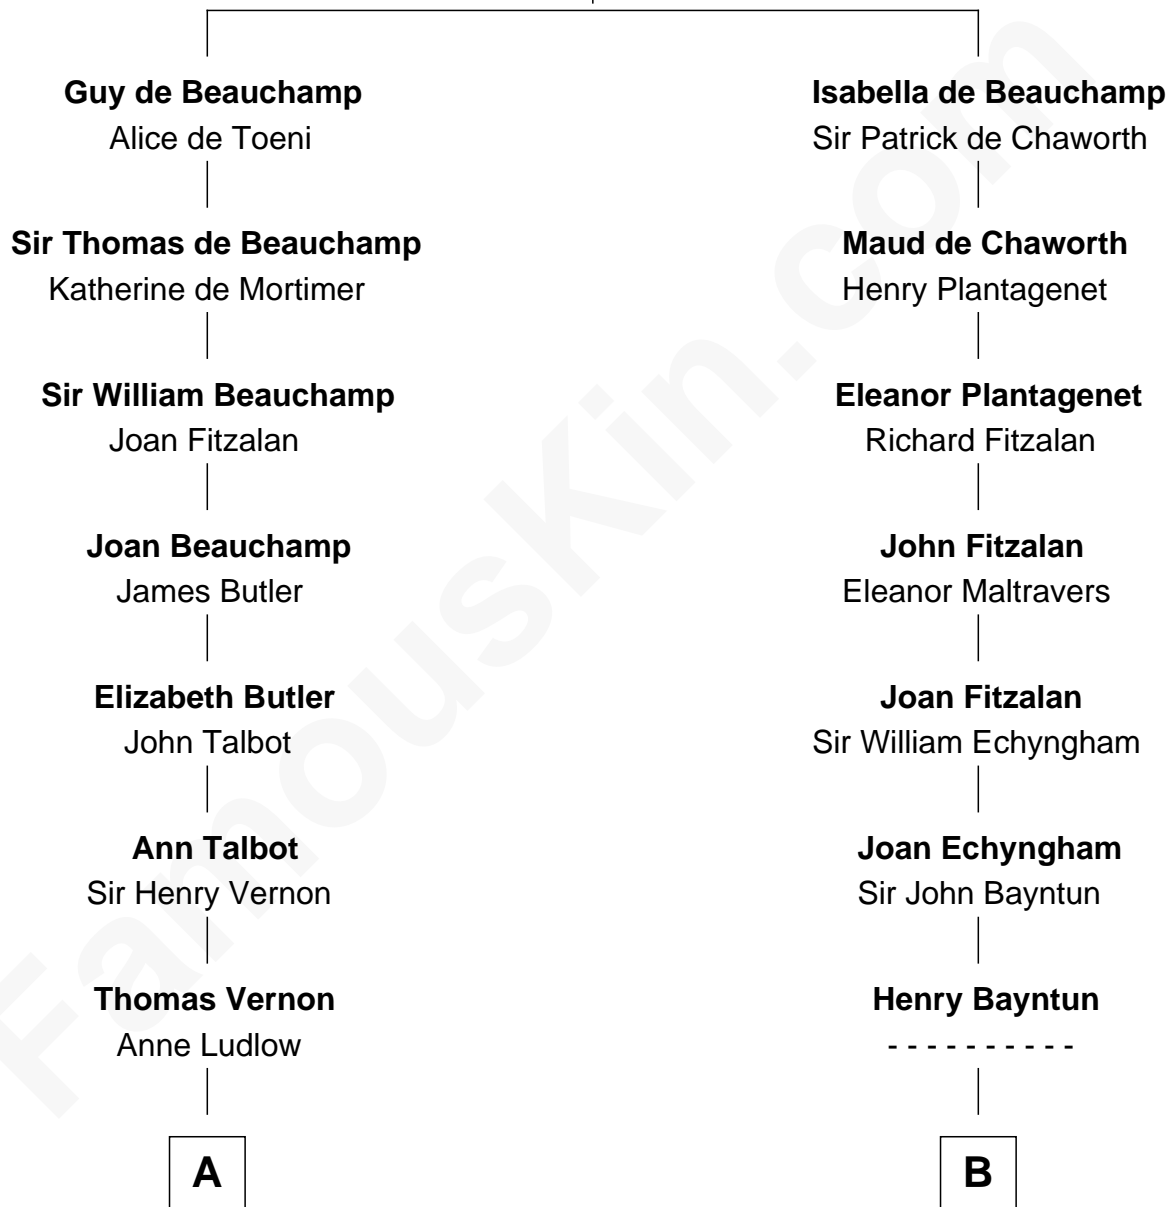 Guy de Beauchamp
Alice de Toeni
Sir Thomas de Beauchamp
Katherine de Mortimer
Sir William Beauchamp
Joan Fitzalan
Joan Beauchamp
James Butler
Elizabeth Butler
John Talbot
Ann Talbot
Sir Henry Vernon
Thomas Vernon
Anne Ludlow
A
Isabella de Beauchamp
Sir Patrick de Chaworth
Maud de Chaworth
Henry Plantagenet
Eleanor Plantagenet
Richard Fitzalan
John Fitzalan
Eleanor Maltravers
Joan Fitzalan
Sir William Echyngham
Joan Echyngham
Sir John Bayntun
Henry Bayntun
- - - - - - - - - -
B
FamousKin.com